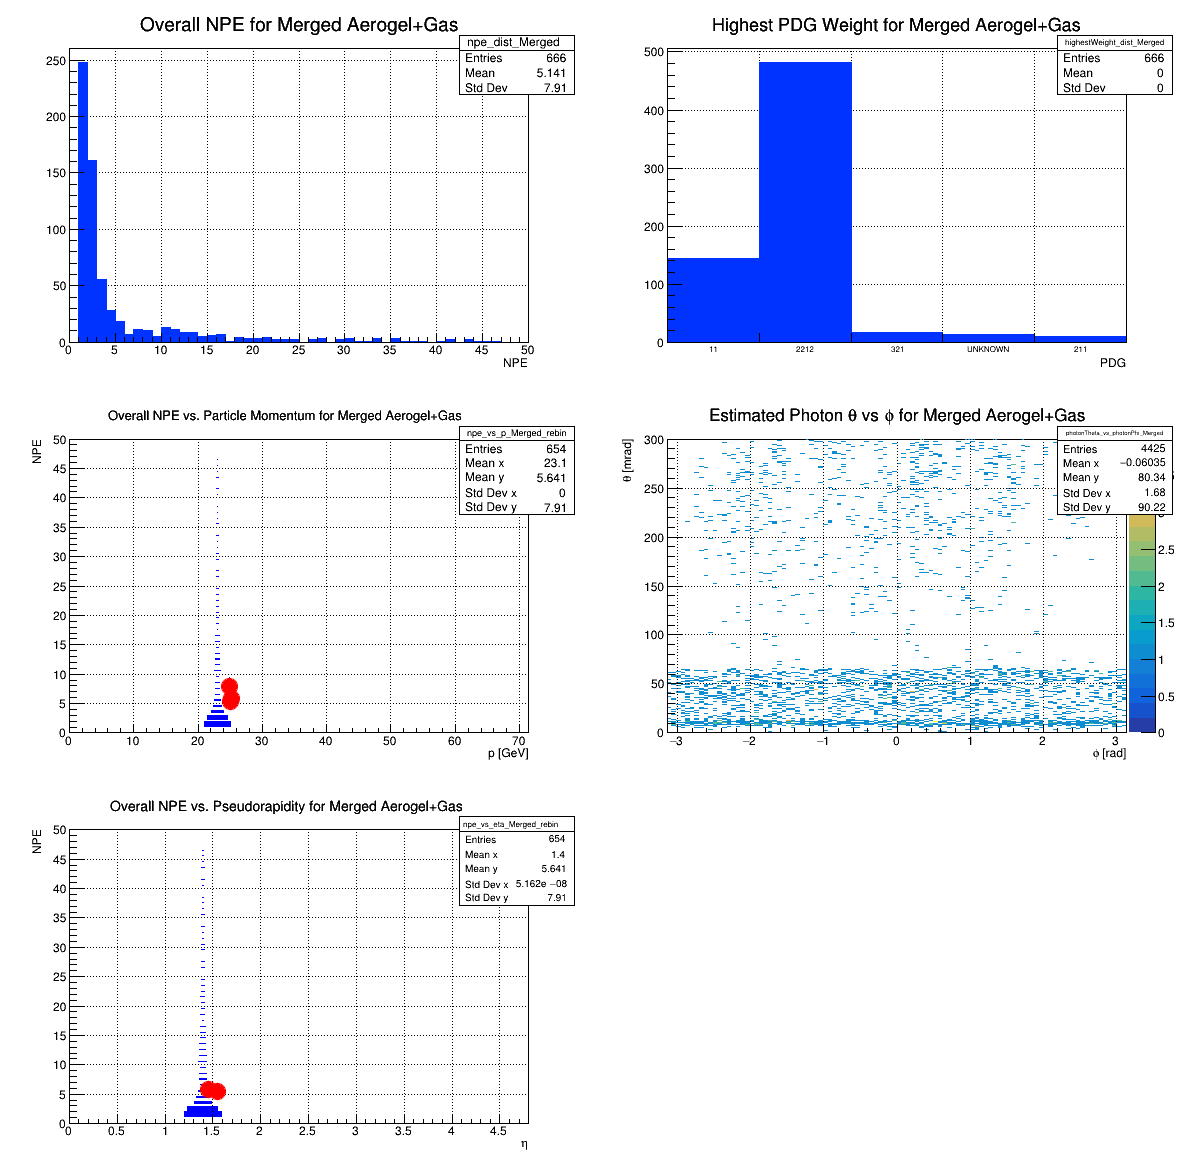 Overall NPE for Merged Aerogel+Gas
npe_dist_Merged
Entries 666
Mean 5.141
Std Dev 7.91
250
200
150
100
50
0
0 5 10 15 20 25 30 35 40 45 50
NPE
Highest PDG Weight for Merged Aerogel+Gas
highestWeight_dist_Merged
Entries 666
Mean 0
Std Dev 0
500
400
300
200
100
0
11 2212 321 UNKNOWN 211
PDG
Overall NPE vs. Particle Momentum for Merged Aerogel+Gas
npe_vs_p_Merged_rebin
Entries 654
Mean x 23.1
Mean y 5.641
Std Dev x 0
Std Dev y 7.91
NPE
50
45
40
35
30
25
20
15
10
5
0
0 10 20 30 40 50 60 70
p [GeV]
Estimated Photon θ vs ϕ for Merged Aerogel+Gas
photonTheta_vs_photonPhi_Merged
Entries 4425
Mean x −0.06035
Mean y 80.34
Std Dev x 1.68
Std Dev y 90.22
θ [mrad]
300
250
200
150
100
50
0
−3 −2 −1 0 1 2 3
ϕ [rad]
2.5
2
1.5
1
0.5
0
Overall NPE vs. Pseudorapidity for Merged Aerogel+Gas
npe_vs_eta_Merged_rebin
Entries 654
Mean x 1.4
Mean y 5.641
Std Dev x 5.162e −08
Std Dev y 7.91
NPE
50
45
40
35
30
25
20
15
10
5
0
0 0.5 1 1.5 2 2.5 3 3.5 4 4.5
η